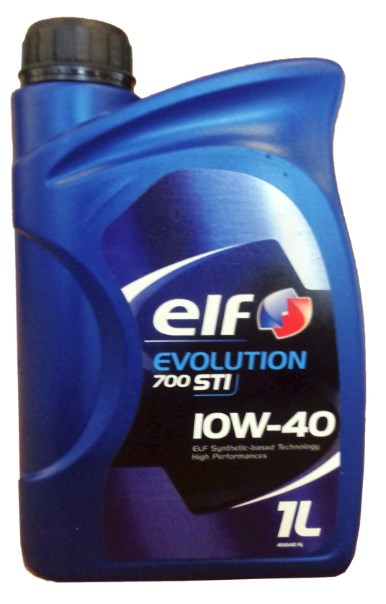 elf
EVOLUTION
700 STI
10W-40
ELF Synthetic-based Technology
High Performances
1L